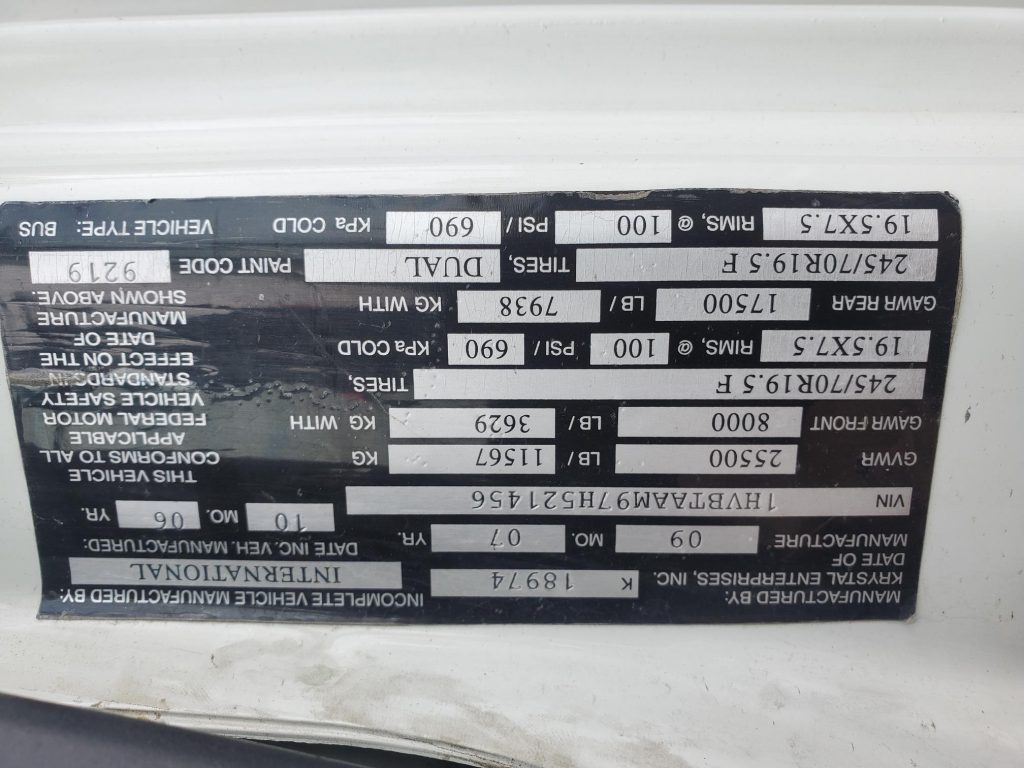 MANUFACTURED BY:
KRYSTAL ENTERPRISES, INC. K 18974
INCOMPLETE VEHICLE MANUFACTURED BY:
INTERNATIONAL
DATE OF
MANUFACTURE 09 MO. 07 YR.
DATE INC. VEH. MANUFACTURED:
10 MO. 06 YR.
VIN 1HVBTAAM97H521456
GVWR 25500 LB / 11567 KG
GAWR FRONT 8000 LB / 3629 KG WITH
245/70R19.5 F TIRES,
19.5X7.5 RIMS, @ 100 PSI / 690 KPa COLD
GAWR REAR 17500 LB / 7938 KG WITH
245/70R19.5 F TIRES, DUAL
19.5X7.5 RIMS, @ 100 PSI / 690 KPa COLD
THIS VEHICLE
CONFORMS TO ALL
APPLICABLE
FEDERAL MOTOR
VEHICLE SAFETY
STANDARDS IN
EFFECT ON THE
DATE OF
MANUFACTURE
SHOWN ABOVE.
PAINT CODE 9219
VEHICLE TYPE: BUS